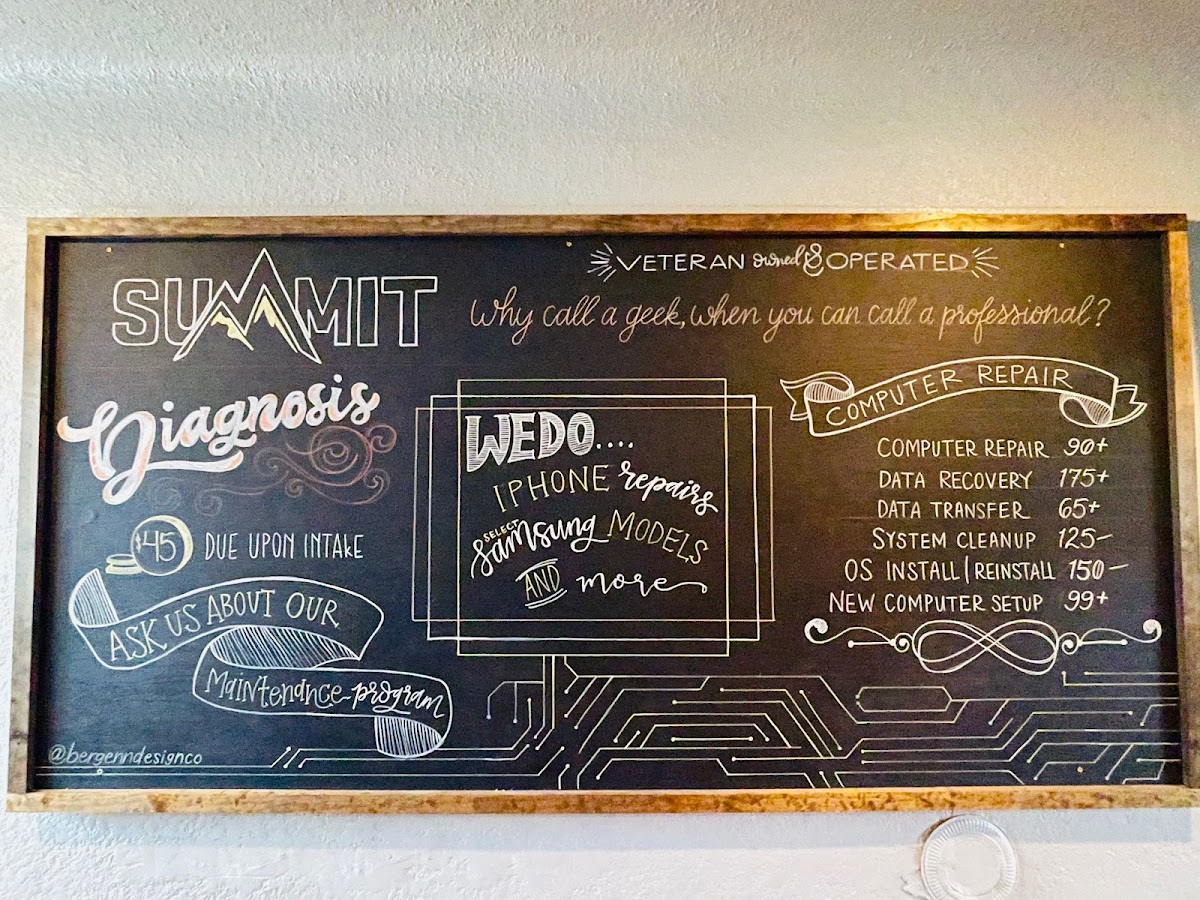 SUMMIT
VETERAN owned & OPERATED
Why call a geek, when you can call a professional?
Diagnosis
$45 DUE UPON INTAKE
ASK US ABOUT OUR
Maintenance program
@bergenndesignco
WE DO....
IPHONE repairs
SELECT
Samsung MODELS
AND more
COMPUTER REPAIR
COMPUTER REPAIR 90+
DATA RECOVERY 175+
DATA TRANSFER 65+
SYSTEM CLEANUP 125-
OS INSTALL|REINSTALL 150-
NEW COMPUTER SETUP 99+